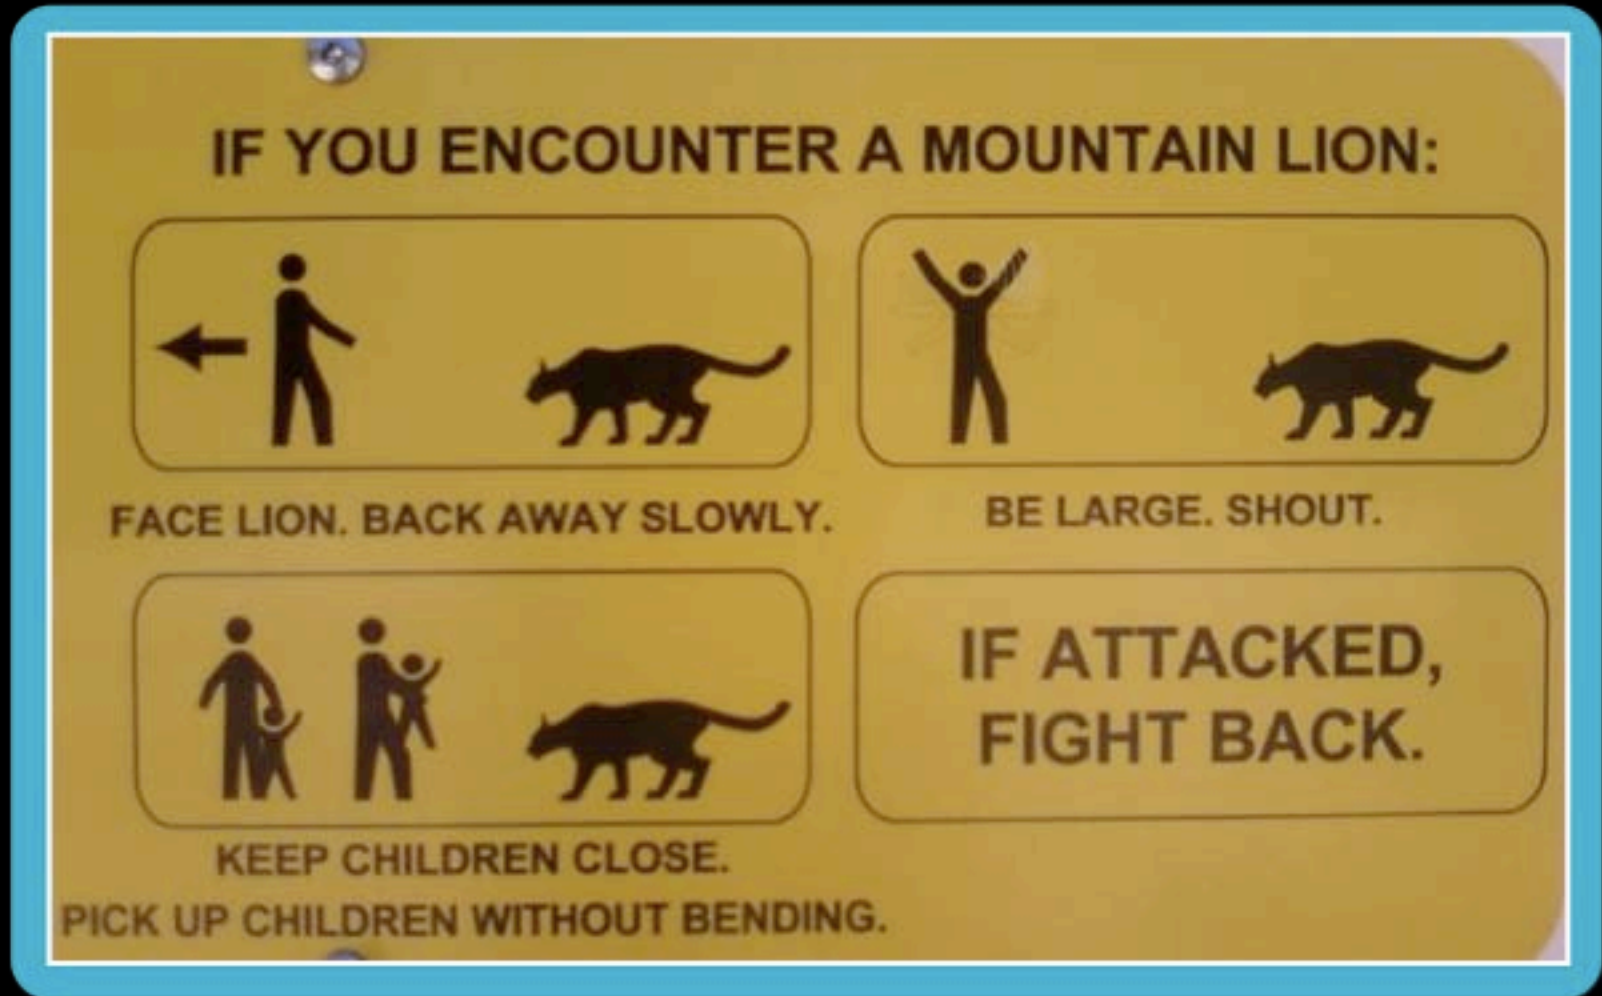 IF YOU ENCOUNTER A MOUNTAIN LION:
FACE LION. BACK AWAY SLOWLY.
BE LARGE. SHOUT.
KEEP CHILDREN CLOSE.
PICK UP CHILDREN WITHOUT BENDING.
IF ATTACKED,
FIGHT BACK.